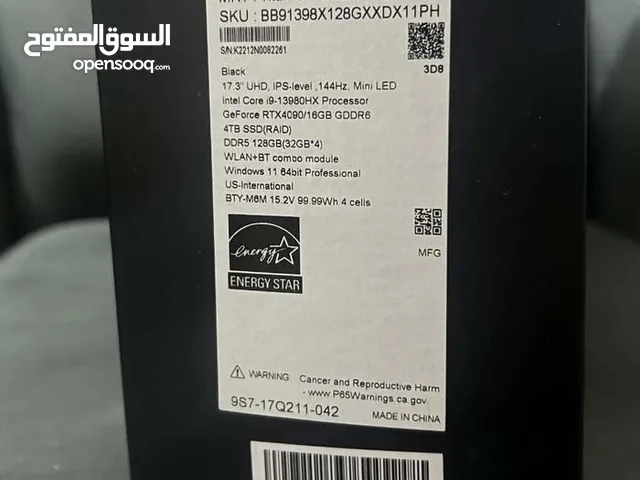 السوق المفتوح
opensooq.com
SKU : BB91398X128GXXDX11PH
S/N:K2212N0082261
Black
3D8
17.3" UHD, IPS-level ,144Hz, Mini LED
Intel Core i9-13980HX Processor
GeForce RTX4090/16GB GDDR6
4TB SSD(RAID)
DDR5 128GB(32GB*4)
WLAN+BT combo module
Windows 11 64bit Professional
US-International
BTY-M6M 15.2V 99.99Wh 4 cells
energy
ENERGY STAR
MFG
WARNING: Cancer and Reproductive Harm
- www.P65Warnings.ca.gov
9S7-17Q211-042
MADE IN CHINA